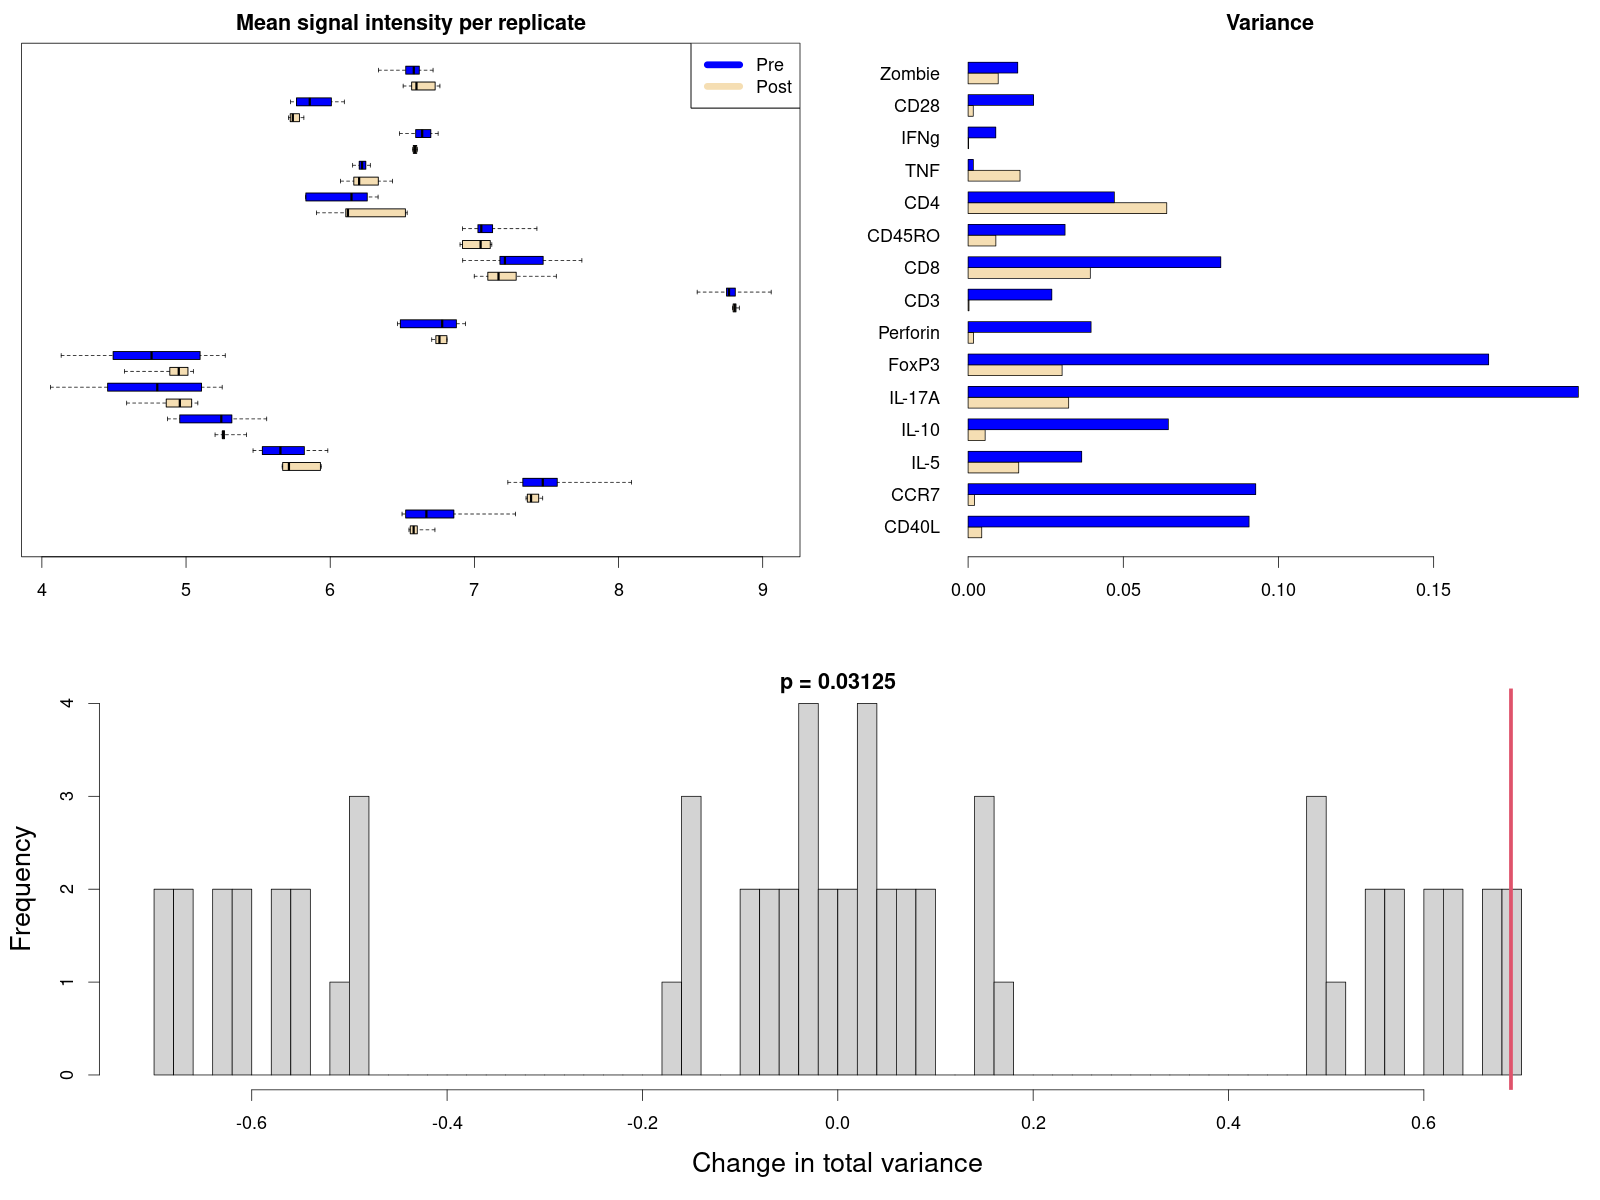 Mean signal intensity per replicate
Pre
Post
4 5 6 7 8 9
Variance
Zombie
CD28
IFNg
TNF
CD4
CD45RO
CD8
CD3
Perforin
FoxP3
IL-17A
IL-10
IL-5
CCR7
CD40L
0.00 0.05 0.10 0.15
p = 0.03125
Frequency
4
3
2
1
0
-0.6 -0.4 -0.2 0.0 0.2 0.4 0.6
Change in total variance